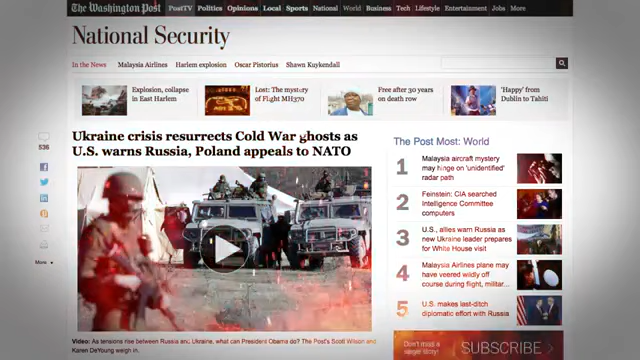 The Washington Post PostTV Politics Opinions Local Sports National World Business Tech Lifestyle Entertainment Jobs More
National Security
In the News Malaysia Airlines Harlem explosion Oscar Pistorius Shawn Kuykendall
Explosion, collapse
in East Harlem
Lost: The mystery
of Flight MH370
Free after 30 years
on death row
'Happy' from
Dublin to Tahiti
Ukraine crisis resurrects Cold War ghosts as
U.S. warns Russia, Poland appeals to NATO
536
More
The Post Most: World
1 Malaysia aircraft mystery
may hinge on 'unidentified'
radar path
2 Feinstein: CIA searched
Intelligence Committee
computers
3 U.S., allies warn Russia as
new Ukraine leader prepares
for White House visit
4 Malaysia Airlines plane may
have veered wildly off
course during flight, militar...
5 U.S. makes last-ditch
diplomatic effort with Russia
Video: As tensions rise between Russia and Ukraine, what can President Obama do? The Post's Scott Wilson and
Karen DeYoung weigh in.
Don't miss a
single story!
SUBSCRIBE